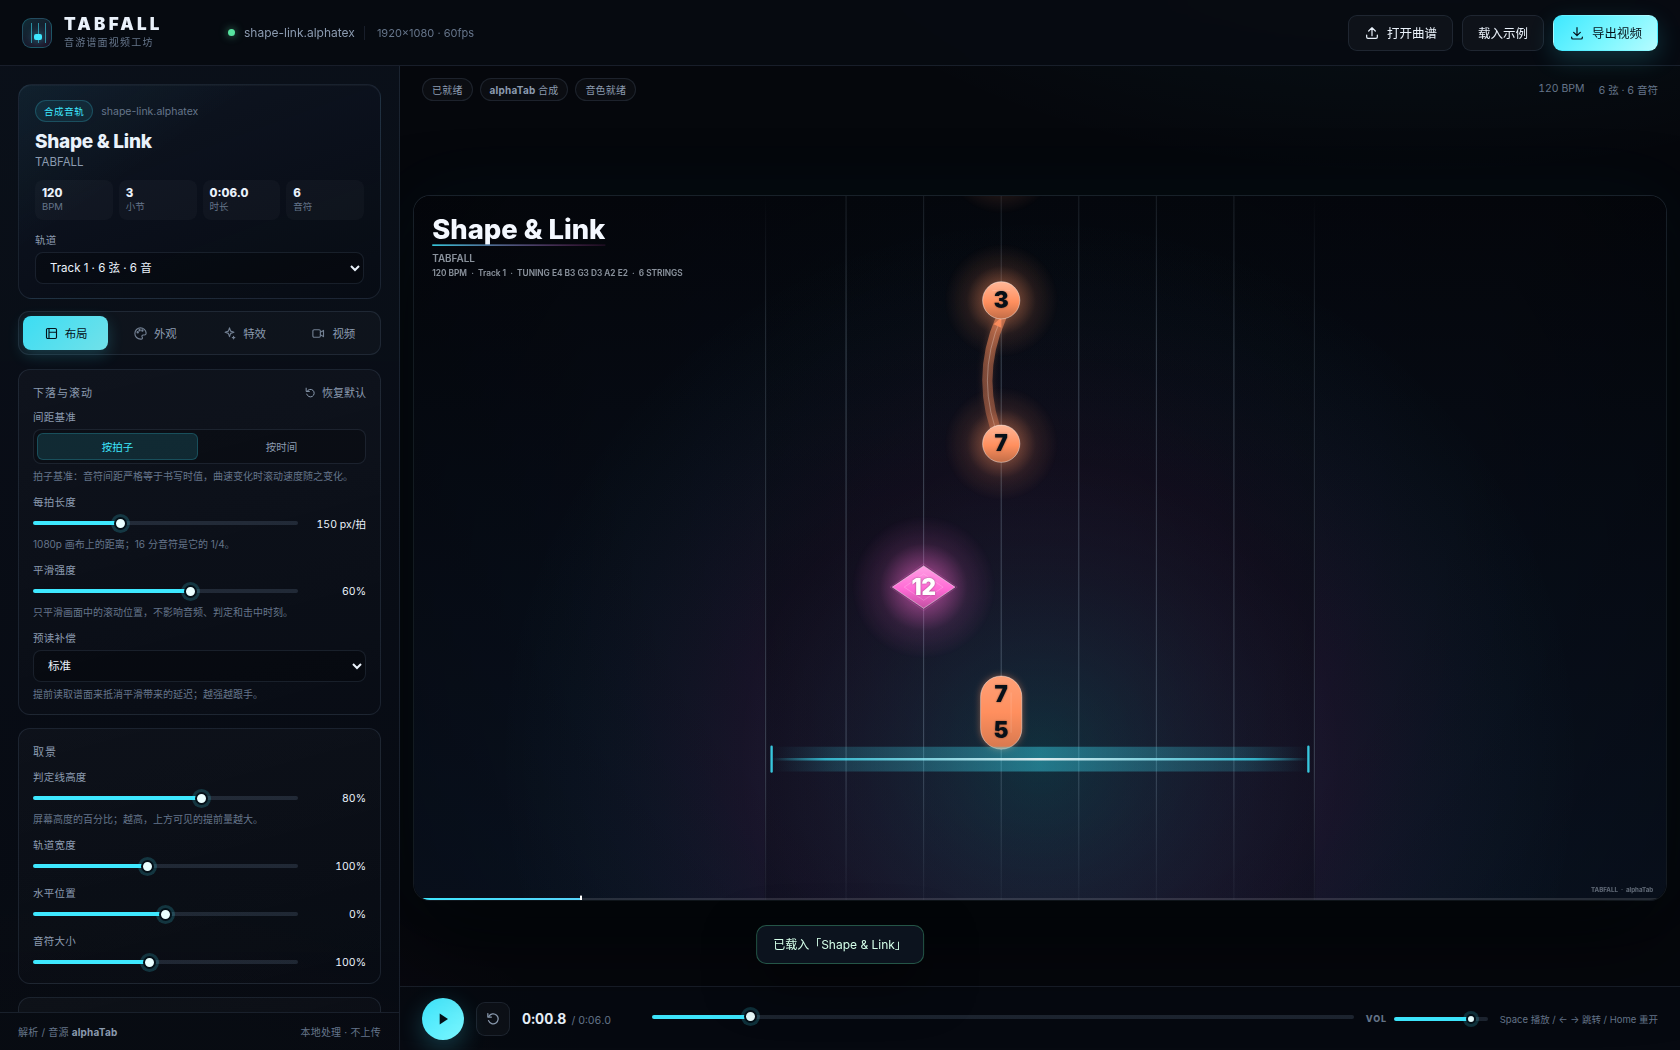 TABFALL
音游谱面视频工坊
shape-link.alphatex
1920×1080 · 60fps
打开曲谱
载入示例
导出视频
合成音轨 shape-link.alphatex
Shape & Link
TABFALL
120 3 0:06.0 6
BPM 小节 时长 音符
轨道
Track 1 · 6 弦 · 6 音
布局 外观 特效 视频
下落与滚动 恢复默认
间距基准
按拍子 按时间
拍子基准：音符间距严格等于书写时值，曲速变化时滚动速度随之变化。
每拍长度
150 px/拍
1080p 画布上的距离；16 分音符是它的 1/4。
平滑强度
60%
只平滑画面中的滚动位置，不影响音频、判定和击中时刻。
预读补偿
标准
提前读取谱面来抵消平滑带来的延迟；越强越跟手。
取景
判定线高度
80%
屏幕高度的百分比；越高，上方可见的提前量越大。
轨道宽度
100%
水平位置
0%
音符大小
100%
解析 / 音源 alphaTab 本地处理 · 不上传
已就绪 alphaTab 合成 音色就绪
120 BPM 6 弦 · 6 音符
Shape & Link
TABFALL
120 BPM · Track 1 · TUNING E4 B3 G3 D3 A2 E2 · 6 STRINGS
3
7
12
7
5
TABFALL · alphaTab
已载入「Shape & Link」
0:00.8 / 0:06.0
VOL
Space 播放 / ← → 跳转 / Home 重开